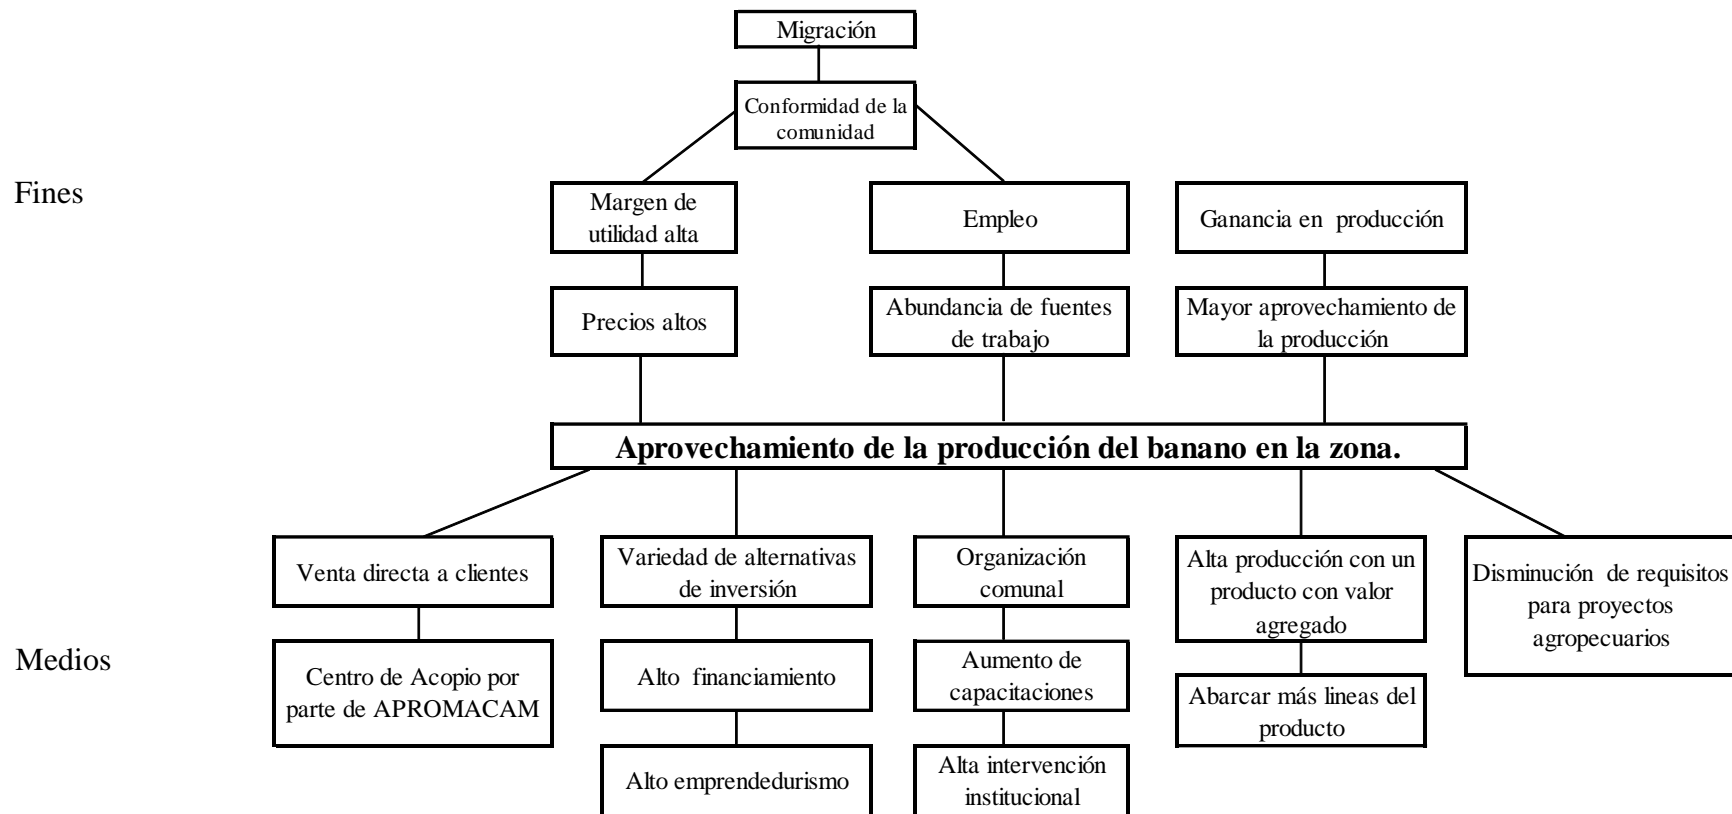 Migración
Conformidad de la
comunidad
Fines
Margen de
utilidad alta
Empleo
Ganancia en producción
Precios altos
Abundancia de fuentes
de trabajo
Mayor aprovechamiento de
la producción
Aprovechamiento de la producción del banano en la zona.
Venta directa a clientes
Variedad de alternativas
de inversión
Organización
comunal
Alta producción con un
producto con valor
agregado
Disminución de requisitos
para proyectos
agropecuarios
Medios
Centro de Acopio por
parte de APROMACAM
Alto financiamiento
Aumento de
capacitaciones
Abarcar más lineas del
producto
Alto emprendedurismo
Alta intervención
institucional